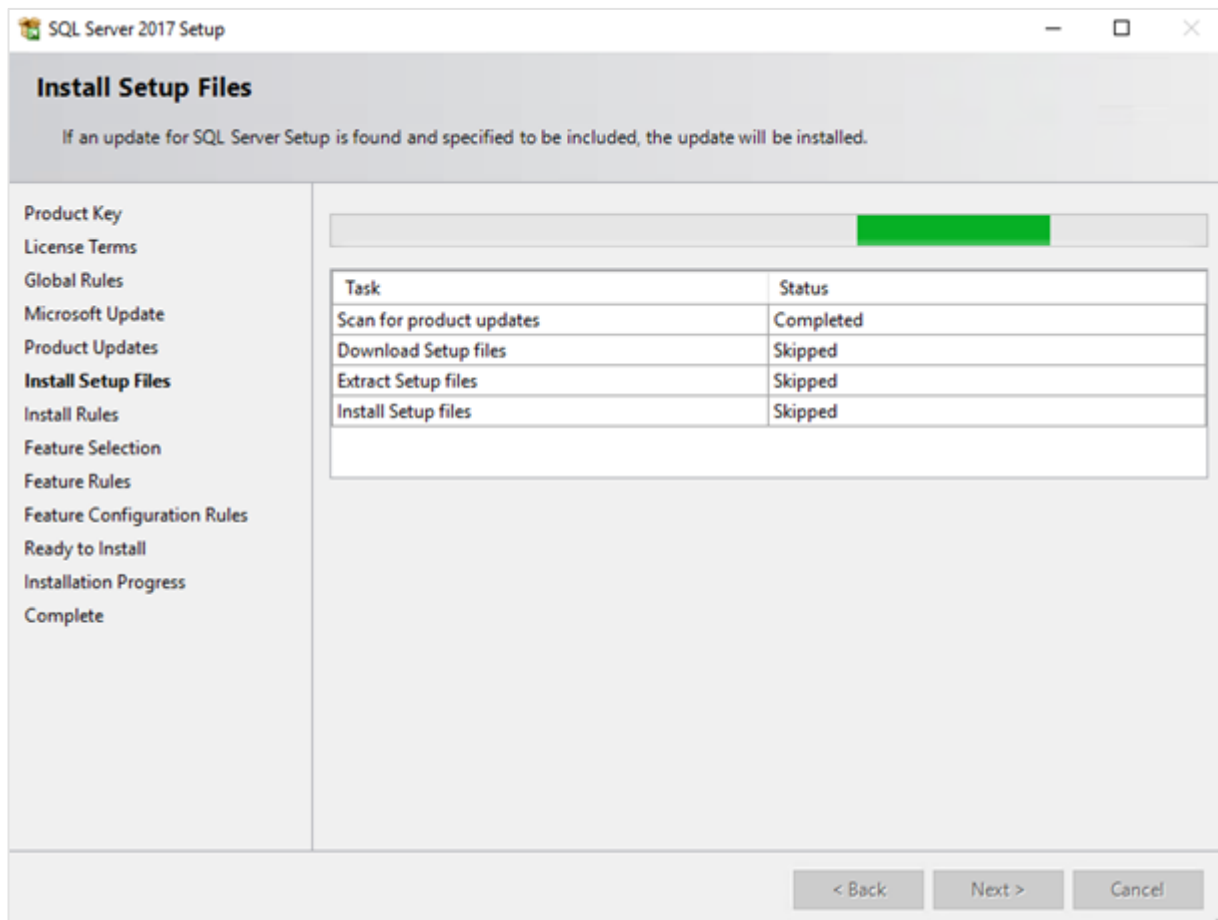 SQL Server 2017 Setup
Install Setup Files
If an update for SQL Server Setup is found and specified to be included, the update will be installed.
Product Key
License Terms
Global Rules
Microsoft Update
Product Updates
Install Setup Files
Install Rules
Feature Selection
Feature Rules
Feature Configuration Rules
Ready to Install
Installation Progress
Complete
Task Status
Scan for product updates Completed
Download Setup files Skipped
Extract Setup files Skipped
Install Setup files Skipped
< Back Next > Cancel